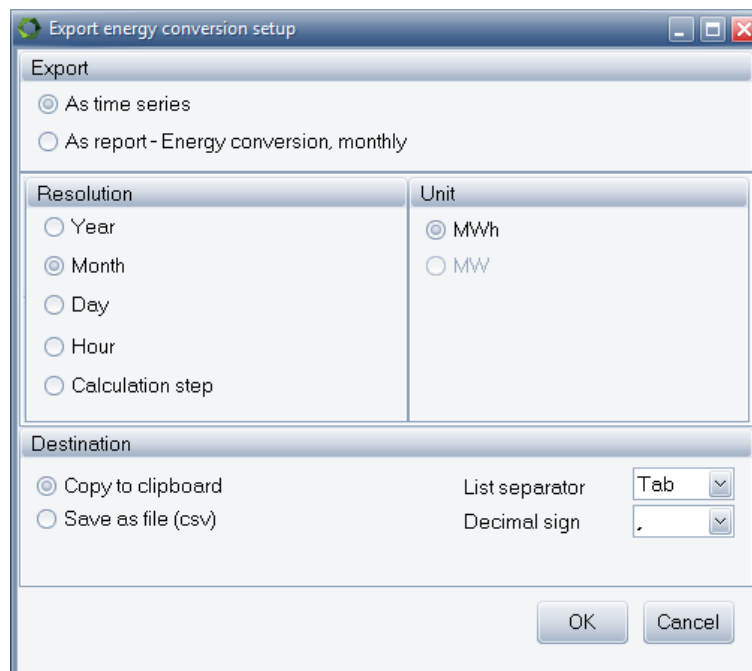 Export energy conversion setup
Export
As time series
As report - Energy conversion, monthly
Resolution
Unit
Year
MWh
Month
MW
Day
Hour
Calculation step
Destination
Copy to clipboard
List separator
Tab
Save as file (csv)
Decimal sign
,
OK
Cancel